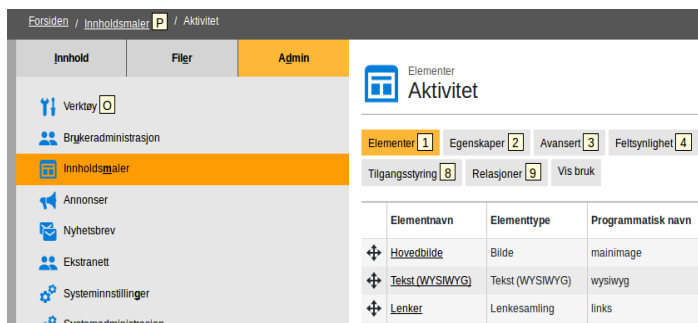 Forsiden / Innholdsmaler P / Aktivitet
Innhold Filer Admin
Elementer
Aktivitet
Verktøy O
Brukeradministrasjon
Innholdsmaler
Annonser
Nyhetsbrev
Ekstranett
Systeminnstillinger
Systemadministrasjon
Elementer 1 Egenskaper 2 Avansert 3 Feltsynlighet 4
Tilgangsstyring 8 Relasjoner 9 Vis bruk
Elementnavn Elementtype Programmatisk navn
Hovedbilde Bilde mainimage
Tekst (WYSIWYG) Tekst (WYSIWYG) wysiwyg
Lenker Lenkesamling links